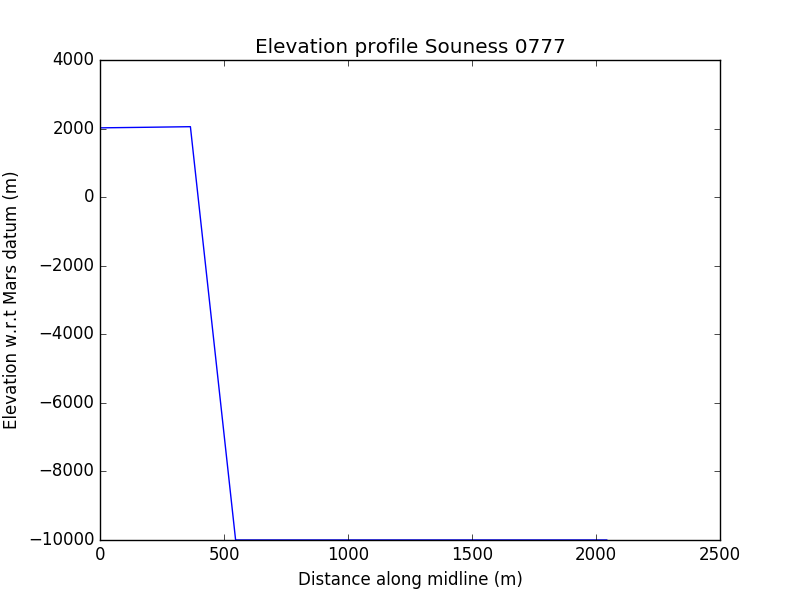 Elevation profile Souness 0777
4000
2000
0
−2000
−4000
−6000
−8000
−10000
Elevation w.r.t Mars datum (m)
0 500 1000 1500 2000 2500
Distance along midline (m)